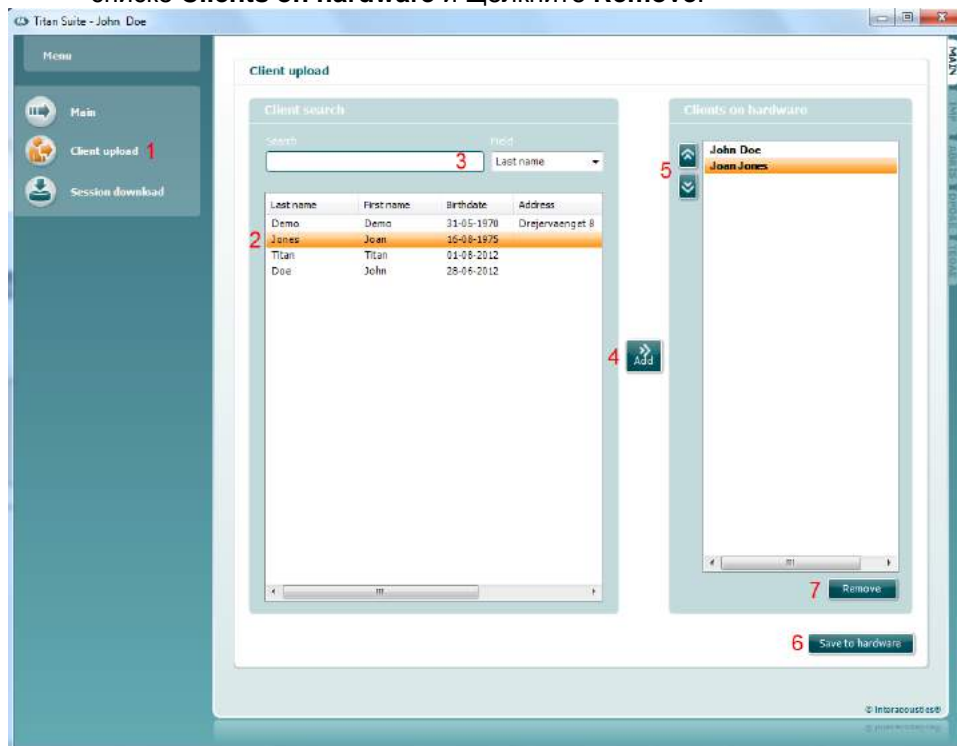 списке Clients on hardware и щелкните Remove.
Titan Suite - John Doe
Menu
MAIN
Client upload
Main
Client search
Clients on hardware
Client upload 1
Search
Field
3
Last name
5
John Doe
Joan Jones
Session download
Last name First name Birthdate Address
Demo Demo 31-05-1970 Drejervaenget 8
2 Jones Joan 16-08-1975
Titan Titan 01-08-2012
Doe John 28-06-2012
4 Add
7 Remove
6 Save to hardware
© Interacoustics®